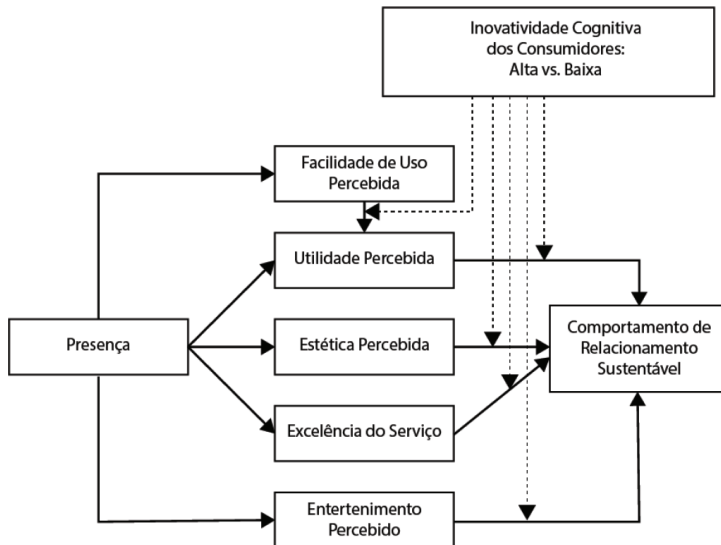 Inovatividade Cognitiva
dos Consumidores:
Alta vs. Baixa
Facilidade de Uso
Percebida
Utilidade Percebida
Presença
Estética Percebida
Comportamento de
Relacionamento
Sustentável
Excelência do Serviço
Entertenimento
Percebido